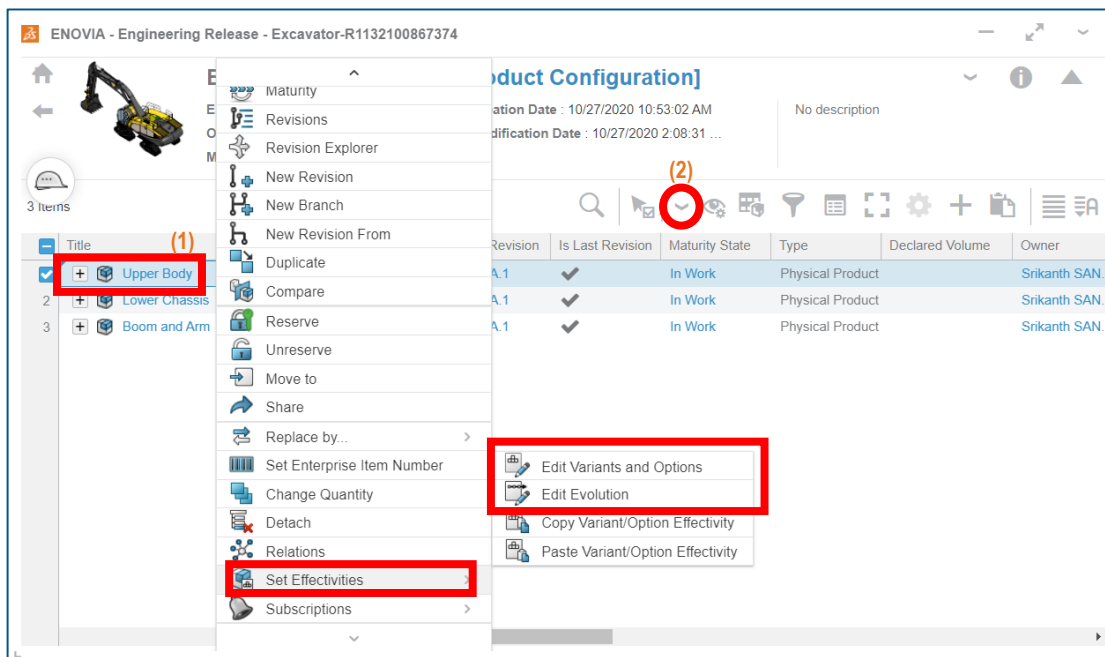 ENOVIA - Engineering Release - Excavator-R1132100867374
E
oduct Configuration]
E
ation Date : 10/27/2020 10:53:02 AM
No description
O
dification Date : 10/27/2020 2:08:31 ...
M
3 items
(2)
(1)
Title
Revision
Is Last Revision
Maturity State
Type
Declared Volume
Owner
Upper Body
A.1
In Work
Physical Product
Srikanth SAN.
2
Lower Chassis
A.1
In Work
Physical Product
Srikanth SAN.
3
Boom and Arm
A.1
In Work
Physical Product
Srikanth SAN.
Maturity
Revisions
Revision Explorer
New Revision
New Branch
New Revision From
Duplicate
Compare
Reserve
Unreserve
Move to
Share
Replace by...
Set Enterprise Item Number
Change Quantity
Detach
Relations
Set Effectivities
Subscriptions
Edit Variants and Options
Edit Evolution
Copy Variant/Option Effectivity
Paste Variant/Option Effectivity